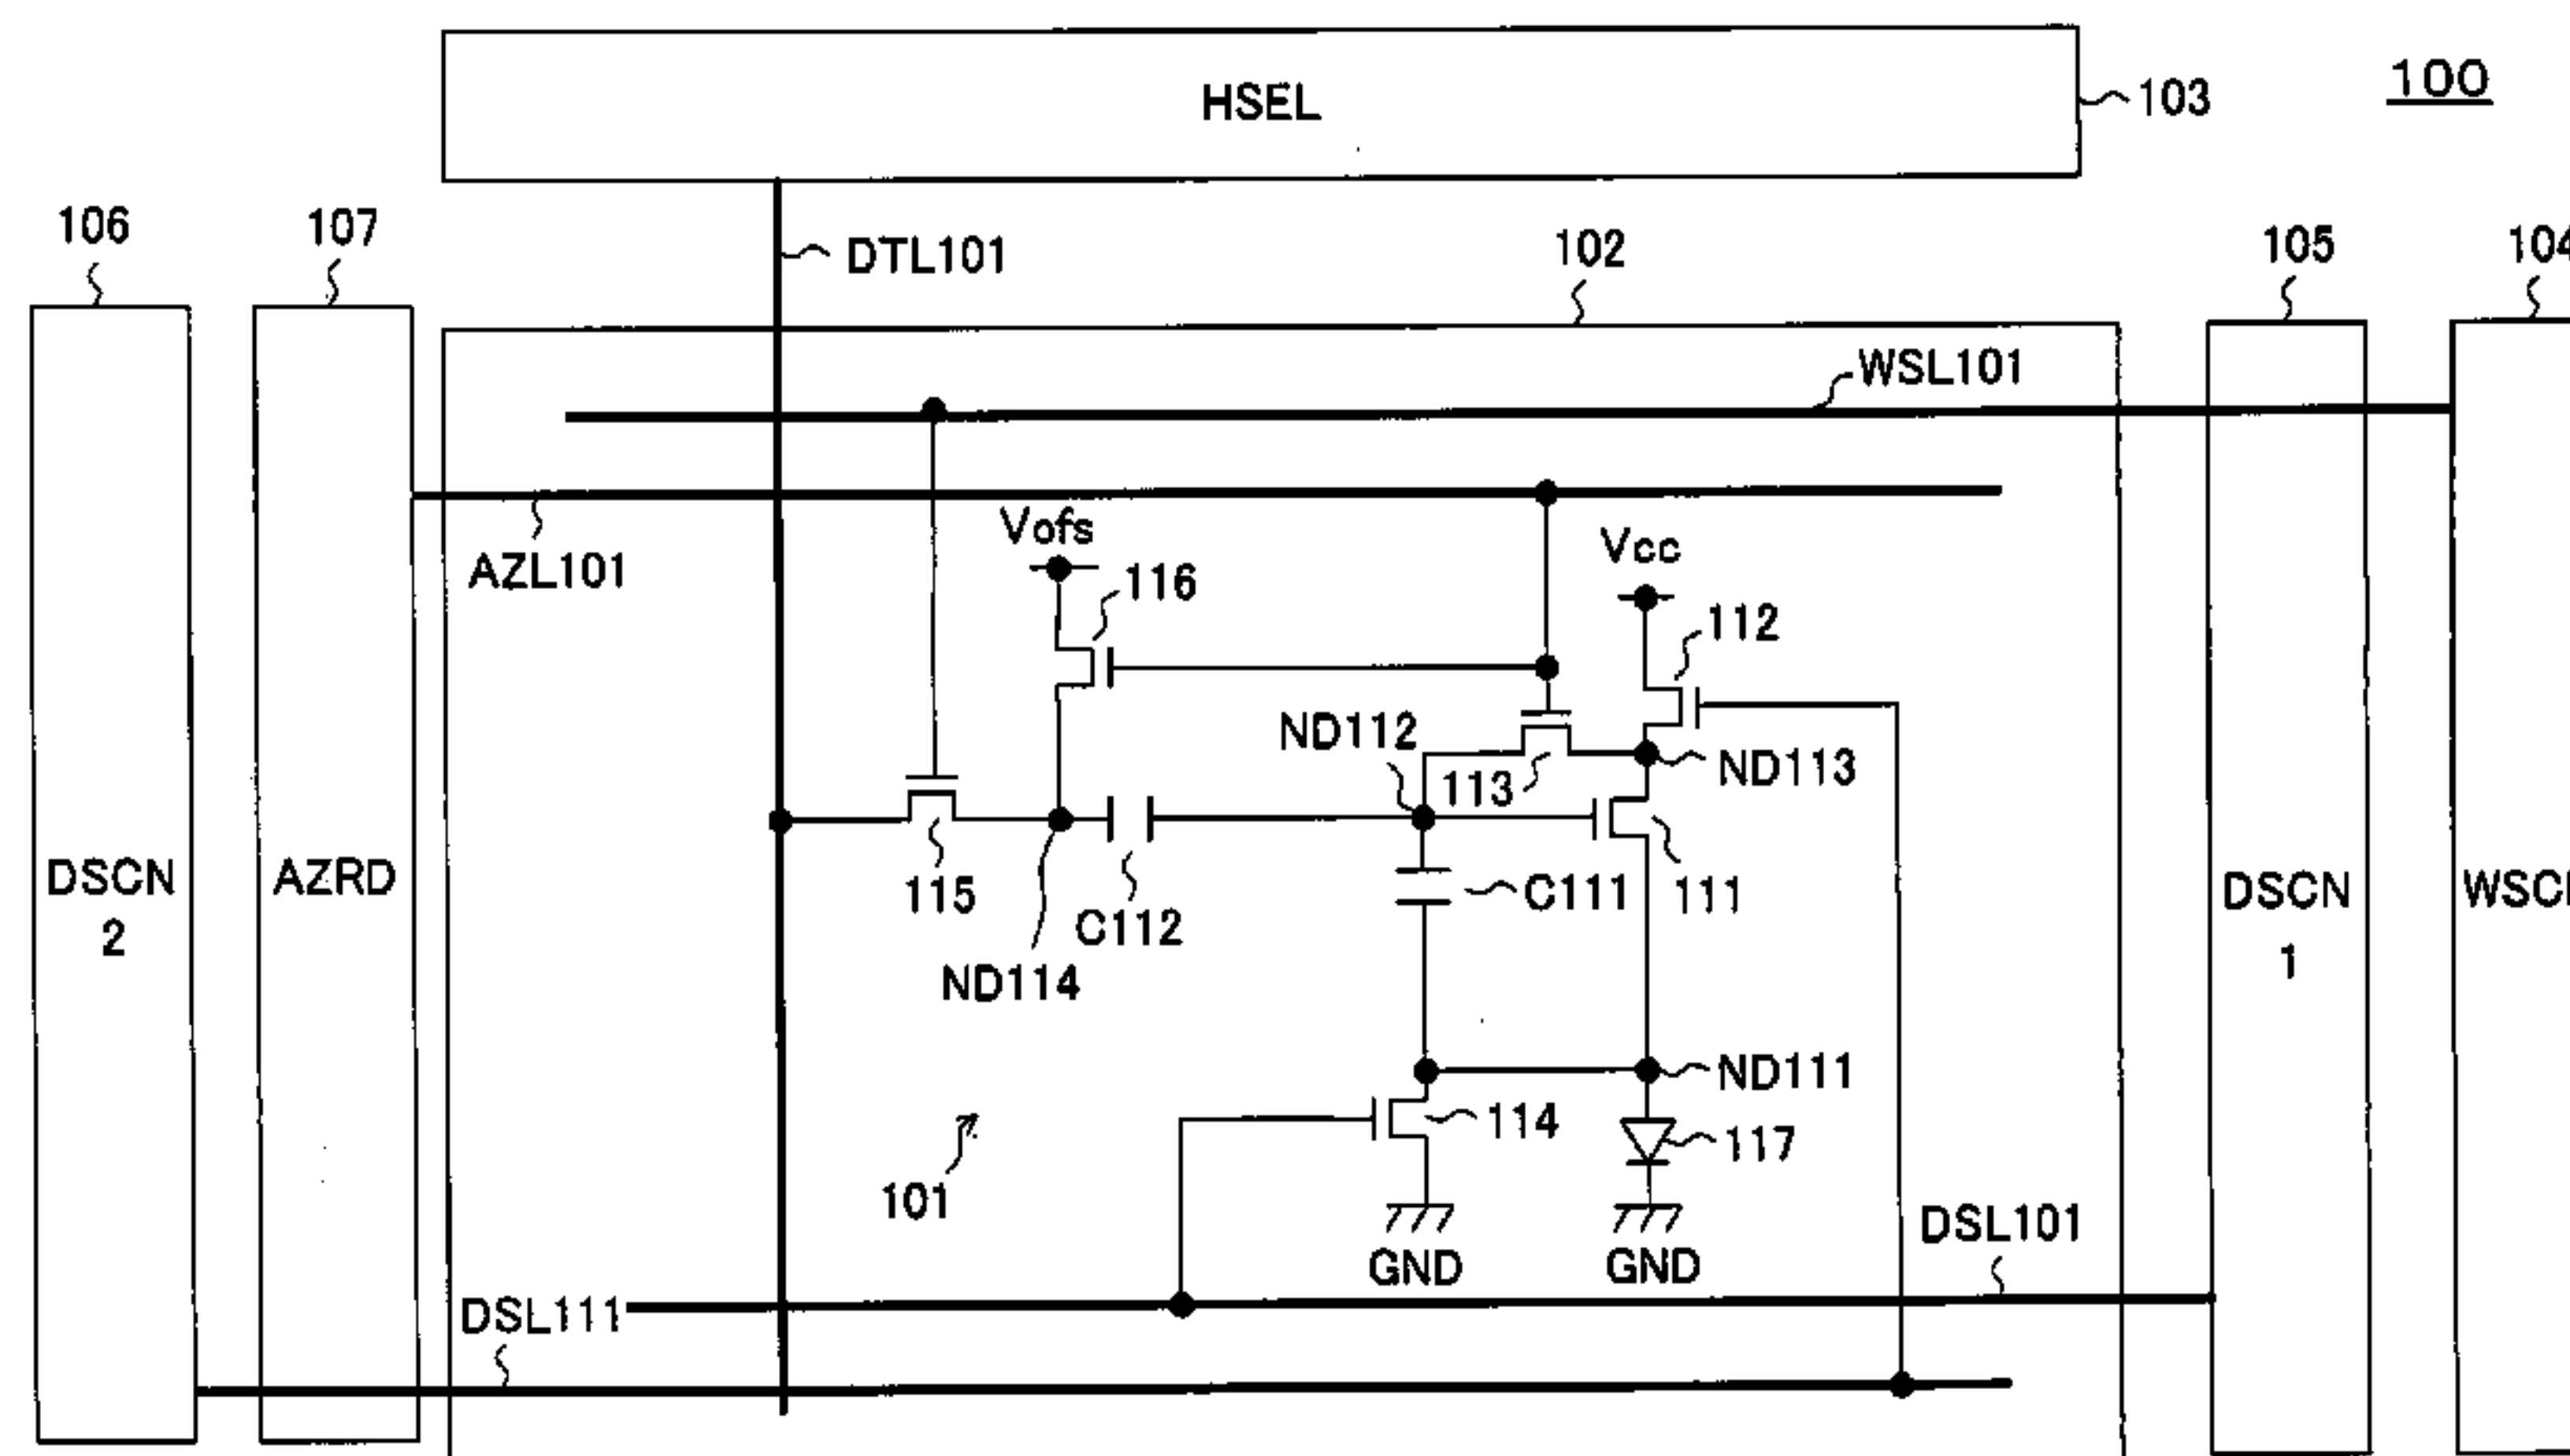 HSEL
103
100
106
107
DTL101
102
105
104
WSL101
AZL101
Vofs
116
Vcc
112
ND112
113
ND113
115
C112
C111
111
ND114
DSCN
2
AZRD
DSCN
1
ND111
114
117
101
GND
GND
DSL101
DSL111